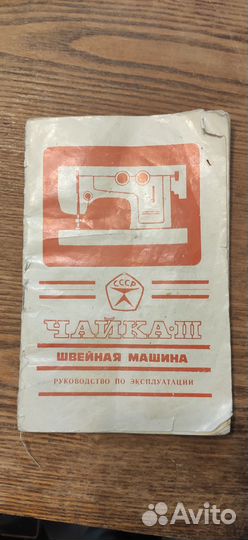 СССР
ЧАЙКА·III
ШВЕЙНАЯ МАШИНА
РУКОВОДСТВО ПО ЭКСПЛУАТАЦИИ
Avito